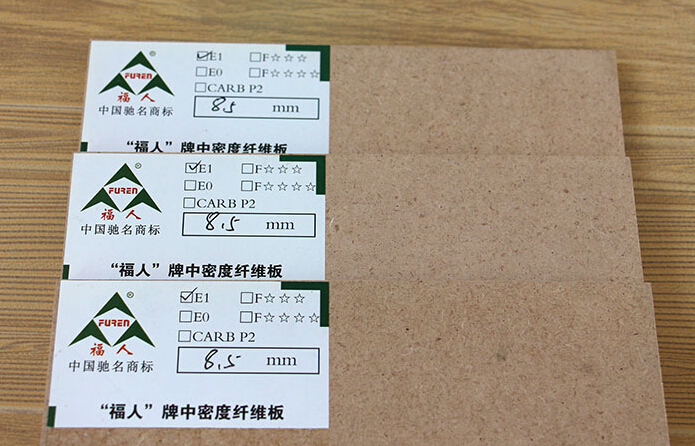 ® ☑E1 ☐F☆☆☆
FUREN ☐E0 ☐F☆☆☆☆
福人 ☐CARB P2
中国驰名商标 8.5 mm
“福人”牌中密度纤维板
® ☑E1 ☐F☆☆☆
FUREN ☐E0 ☐F☆☆☆☆
福人 ☐CARB P2
中国驰名商标 8.5 mm
“福人”牌中密度纤维板
® ☑E1 ☐F☆☆☆
FUREN ☐E0 ☐F☆☆☆☆
福人 ☐CARB P2
中国驰名商标 8.5 mm
“福人”牌中密度纤维板